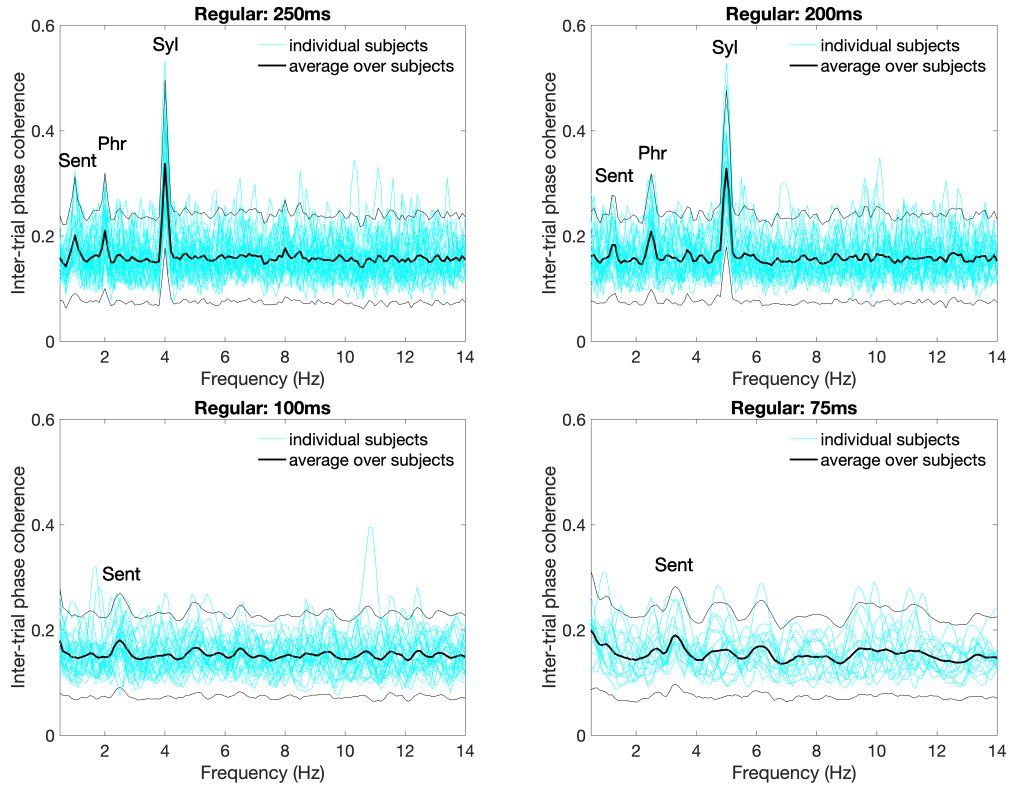 Regular: 250ms
0.6
0.4
0.2
0
Inter-trial phase coherence
individual subjects
average over subjects
Syl
Phr
Sent
2 4 6 8 10 12 14
Frequency (Hz)
Regular: 200ms
0.6
0.4
0.2
0
Inter-trial phase coherence
individual subjects
average over subjects
Syl
Phr
Sent
2 4 6 8 10 12 14
Frequency (Hz)
Regular: 100ms
0.6
0.4
0.2
0
Inter-trial phase coherence
individual subjects
average over subjects
Sent
2 4 6 8 10 12 14
Frequency (Hz)
Regular: 75ms
0.6
0.4
0.2
0
Inter-trial phase coherence
individual subjects
average over subjects
Sent
2 4 6 8 10 12 14
Frequency (Hz)